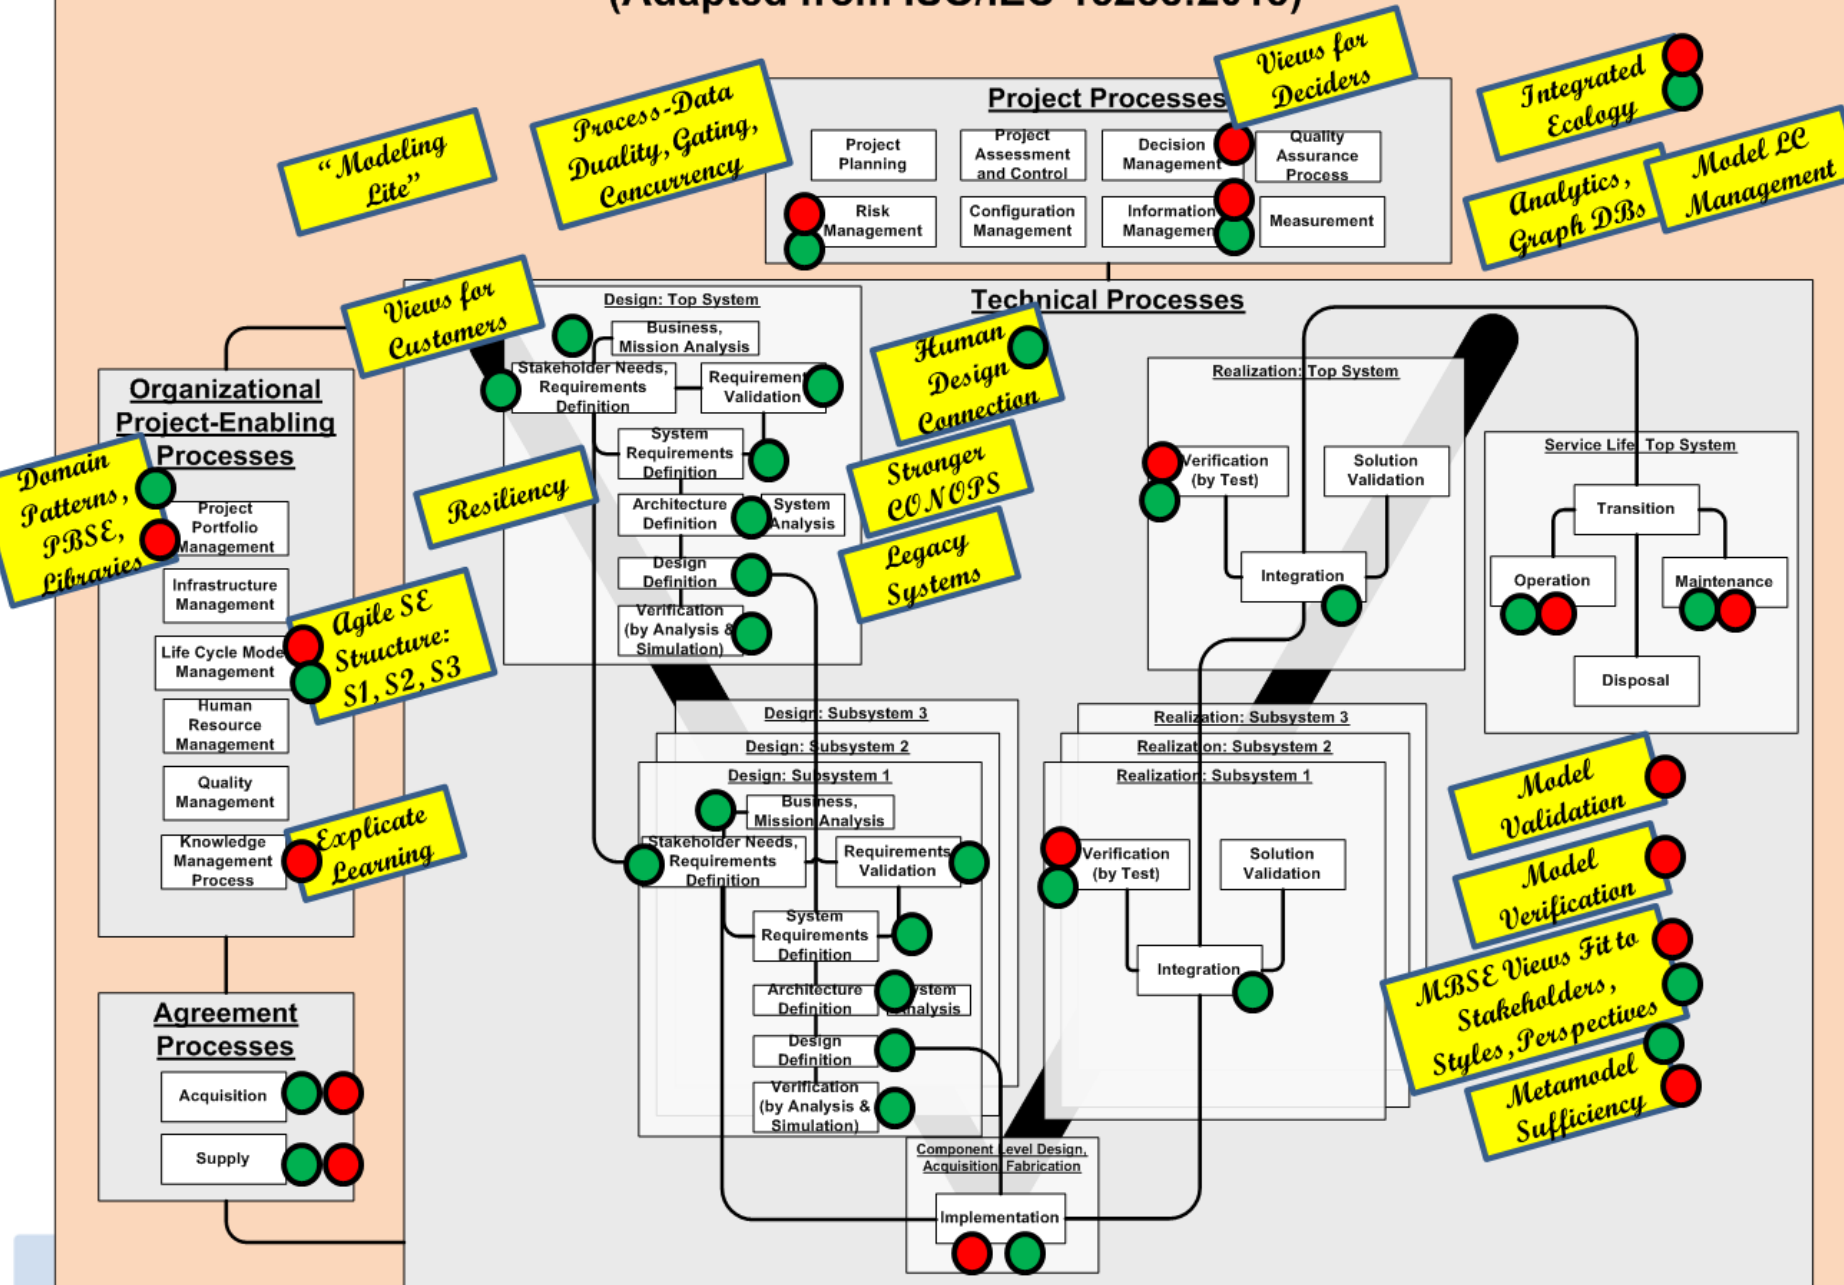 (Adapted from ISO/IEC 15288:2015)
Views for
Deciders
Integrated
Ecology
Process-Data
Duality, Gating,
Concurrency
"Modeling
Lite"
Project Processes
Project
Planning
Project
Assessment
and Control
Decision
Management
Quality
Assurance
Process
Risk
Management
Configuration
Management
Information
Management
Measurement
Analytics,
Graph DBs
Model LC
Management
Views for
Customers
Technical Processes
Design: Top System
Business,
Mission Analysis
Stakeholder Needs,
Requirements
Definition
Requirement
Validation
System
Requirements
Definition
Architecture
Definition
System
Analysis
Design
Definition
Verification
(by Analysis &
Simulation)
Resiliency
Human
Design
Connection
Stronger
CONOPS
Legacy
Systems
Realization: Top System
Verification
(by Test)
Solution
Validation
Integration
Service Life: Top System
Transition
Operation
Maintenance
Disposal
Organizational
Project-Enabling
Processes
Domain
Patterns,
PBSE,
Libraries
Project
Portfolio
Management
Infrastructure
Management
Life Cycle Mode
Management
Human
Resource
Management
Quality
Management
Knowledge
Management
Process
Agile SE
Structure:
S1, S2, S3
Explicate
Learning
Agreement
Processes
Acquisition
Supply
Design: Subsystem 3
Design: Subsystem 2
Design: Subsystem 1
Business,
Mission Analysis
Stakeholder Needs,
Requirements
Definition
Requirements
Validation
System
Requirements
Definition
Architecture
Definition
ystem
Analysis
Design
Definition
Verification
(by Analysis &
Simulation)
Realization: Subsystem 3
Realization: Subsystem 2
Realization: Subsystem 1
Verification
(by Test)
Solution
Validation
Integration
Component Level Design,
Acquisition, Fabrication
Implementation
Model
Validation
Model
Verification
MBSE Views Fit to
Stakeholders,
Styles, Perspectives
Metamodel
Sufficiency